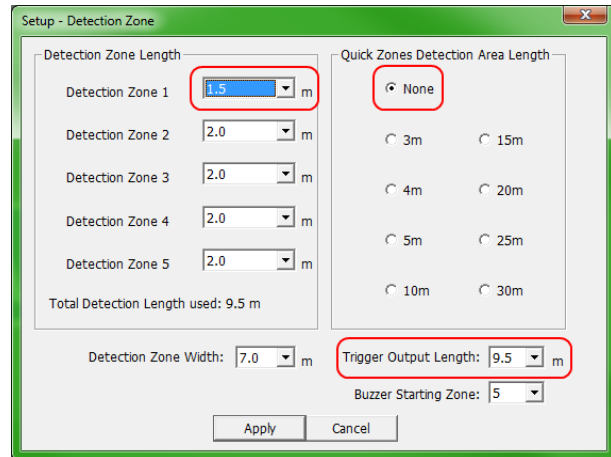 Setup - Detection Zone
Detection Zone Length
Detection Zone 1 1.5 m
Detection Zone 2 2.0 m
Detection Zone 3 2.0 m
Detection Zone 4 2.0 m
Detection Zone 5 2.0 m
Total Detection Length used: 9.5 m
Quick Zones Detection Area Length
None
3m 15m
4m 20m
5m 25m
10m 30m
Detection Zone Width: 7.0 m
Trigger Output Length: 9.5 m
Buzzer Starting Zone: 5
Apply Cancel